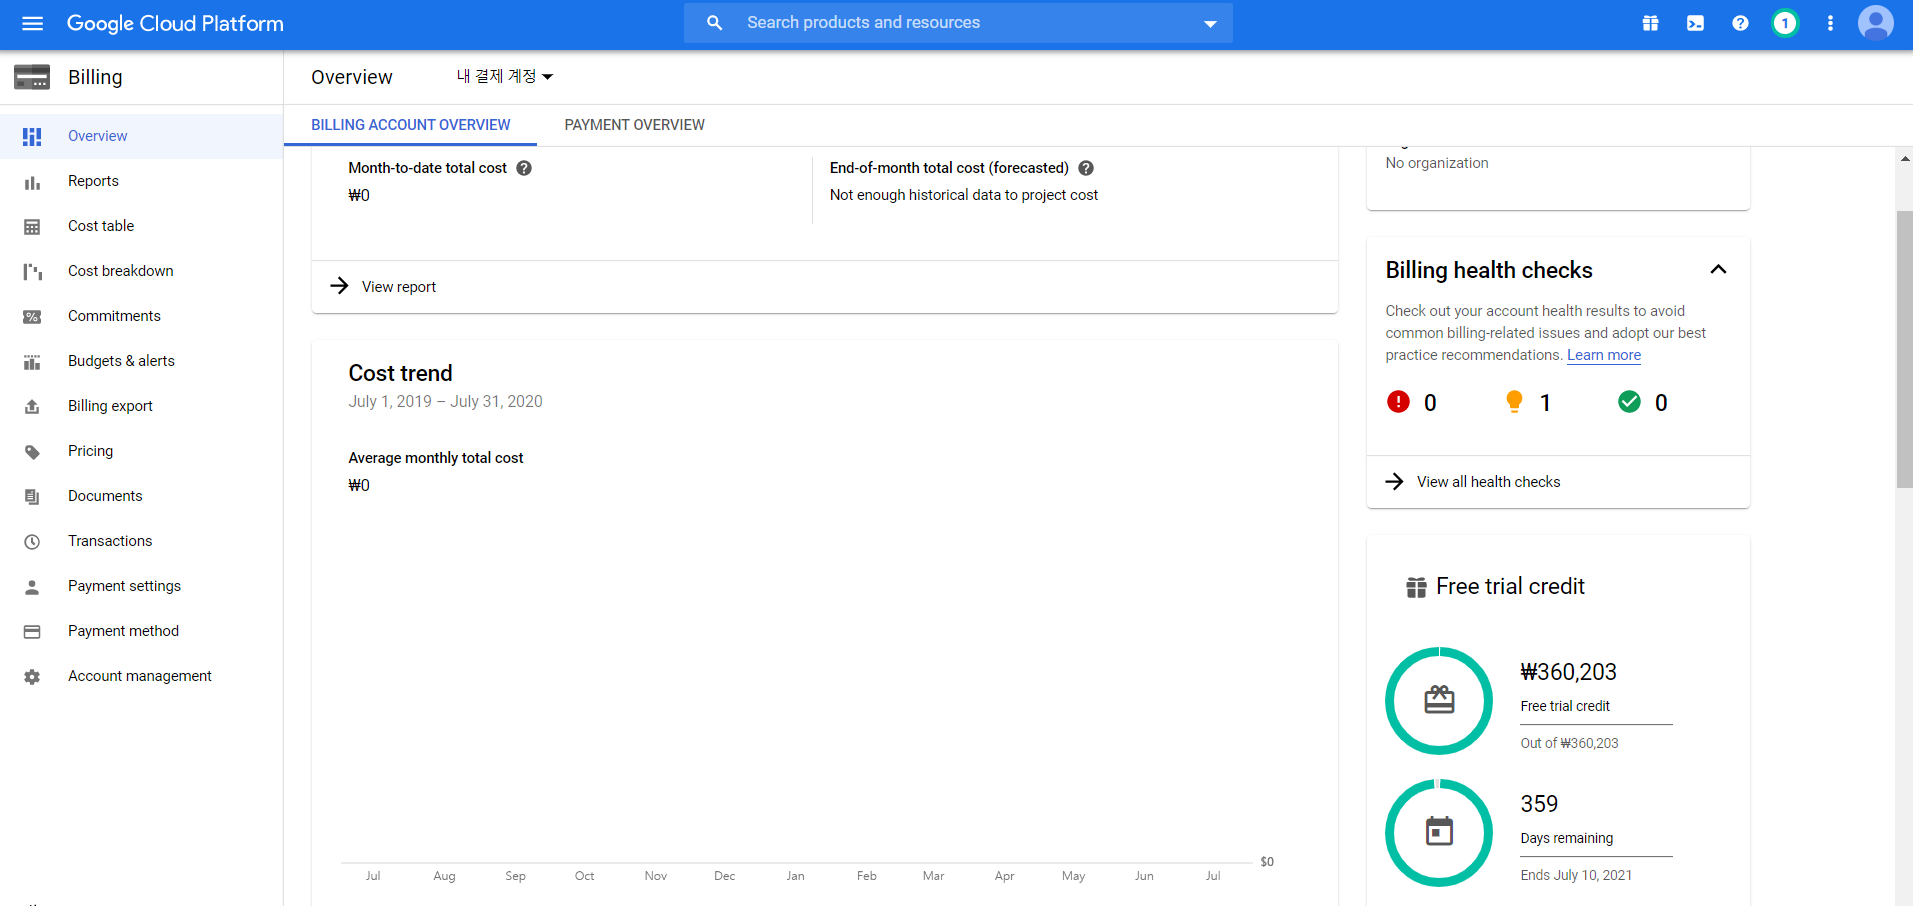 Google Cloud Platform
Search products and resources
1
Billing
Overview
내 결제 계정
Overview
Reports
Cost table
Cost breakdown
Commitments
Budgets & alerts
Billing export
Pricing
Documents
Transactions
Payment settings
Payment method
Account management
BILLING ACCOUNT OVERVIEW
PAYMENT OVERVIEW
Month-to-date total cost
₩0
End-of-month total cost (forecasted)
Not enough historical data to project cost
View report
Cost trend
July 1, 2019 – July 31, 2020
Average monthly total cost
₩0
$0
Jul Aug Sep Oct Nov Dec Jan Feb Mar Apr May Jun Jul
No organization
Billing health checks
Check out your account health results to avoid
common billing-related issues and adopt our best
practice recommendations. Learn more
0 1 0
View all health checks
Free trial credit
₩360,203
Free trial credit
Out of ₩360,203
359
Days remaining
Ends July 10, 2021